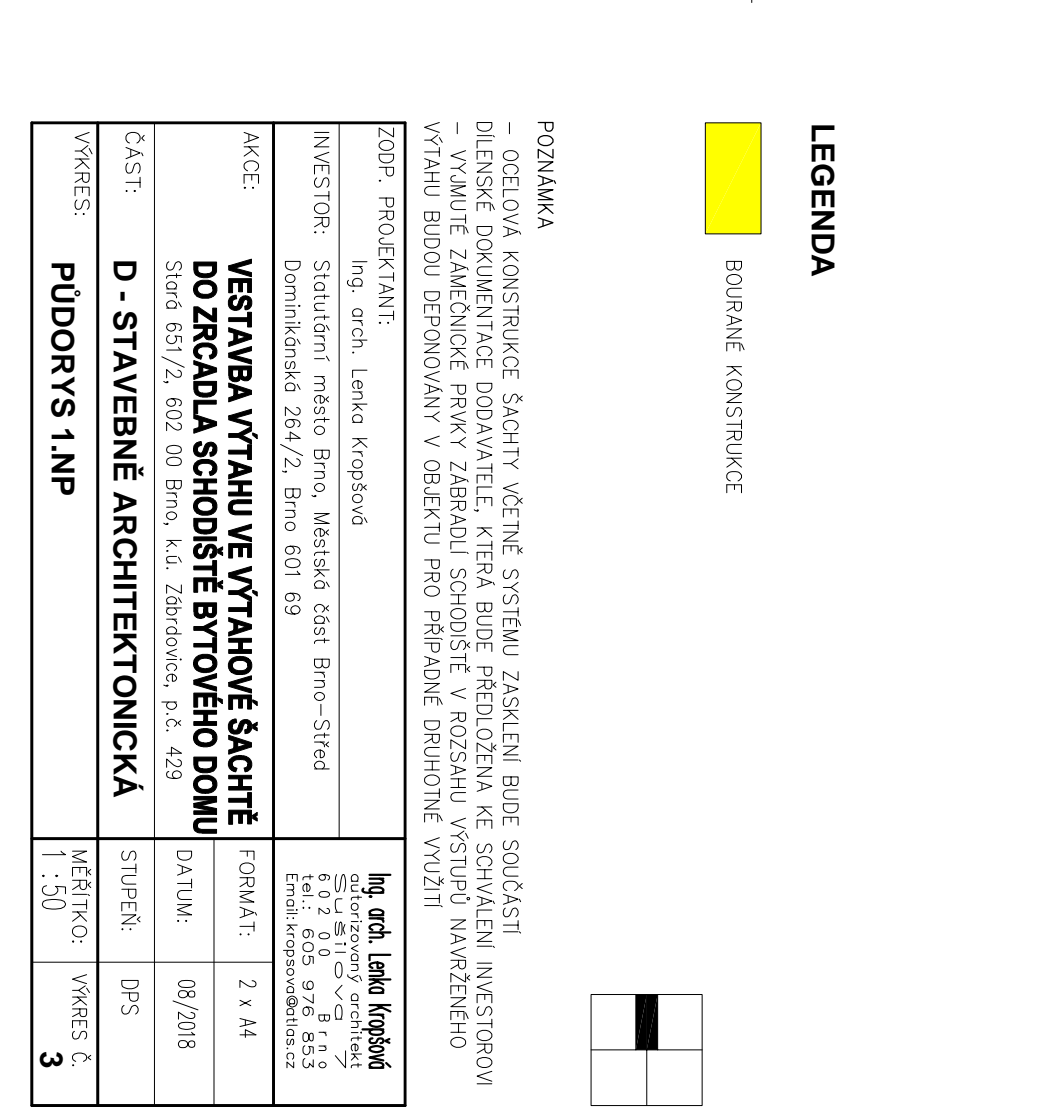 LEGENDA
BOURANÉ KONSTRUKCE
POZNÁMKA
– OCELOVÁ KONSTRUKCE ŠACHTY VČETNĚ SYSTÉMU ZASKLENÍ BUDE SOUČÁSTÍ
DÍLENSKÉ DOKUMENTACE DODAVATELE, KTERÁ BUDE PŘEDLOŽENA KE SCHVÁLENÍ INVESTOROVI
– VYJMUTÉ ZÁMEČNICKÉ PRVKY ZÁBRADLÍ SCHODIŠTĚ V ROZSAHU VÝSTUPŮ NAVRŽENÉHO
VÝTAHU BUDOU DEPONOVÁNY V OBJEKTU PRO PŘÍPADNÉ DRUHOTNÉ VYUŽITÍ
ZODP. PROJEKTANT:
Ing. arch. Lenka Kropšová
INVESTOR: Statutární město Brno, Městská část Brno–Střed
Dominikánská 264/2, Brno 601 69
Ing. arch. Lenka Kropšová
autorizovaný architekt
Sušilova 7
602 00 Brno
tel.: 605 976 853
Email: kropsova@atlas.cz
AKCE: VESTAVBA VÝTAHU VE VÝTAHOVÉ ŠACHTĚ
DO ZRCADLA SCHODIŠTĚ BYTOVÉHO DOMU
Stará 651/2, 602 00 Brno, k.ú. Zábrdovice, p.č. 429
FORMÁT: 2 x A4
DATUM: 08/2018
ČÁST: D - STAVEBNĚ ARCHITEKTONICKÁ
STUPEŇ: DPS
VÝKRES: PŮDORYS 1.NP
MĚŘÍTKO: VÝKRES Č.
1 :50 3